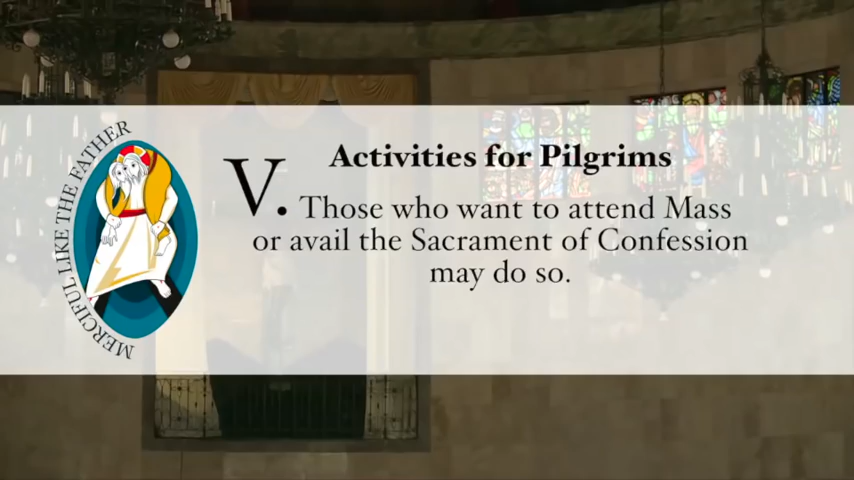 MERCIFUL LIKE THE FATHER
Activities for Pilgrims
V. Those who want to attend Mass
or avail the Sacrament of Confession
may do so.